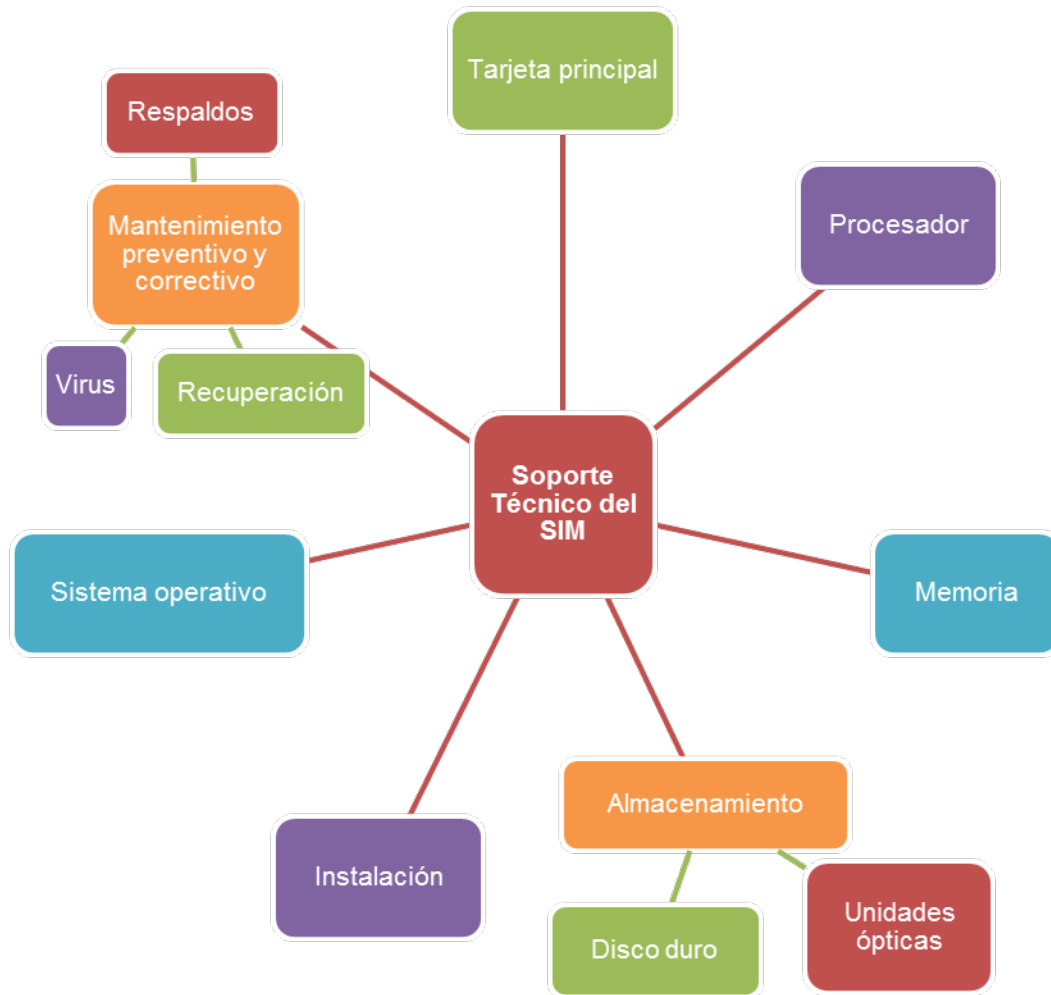 Tarjeta principal
Respaldos
Mantenimiento
preventivo y
correctivo
Procesador
Virus
Recuperación
Soporte
Técnico del
SIM
Sistema operativo
Memoria
Almacenamiento
Instalación
Unidades
ópticas
Disco duro